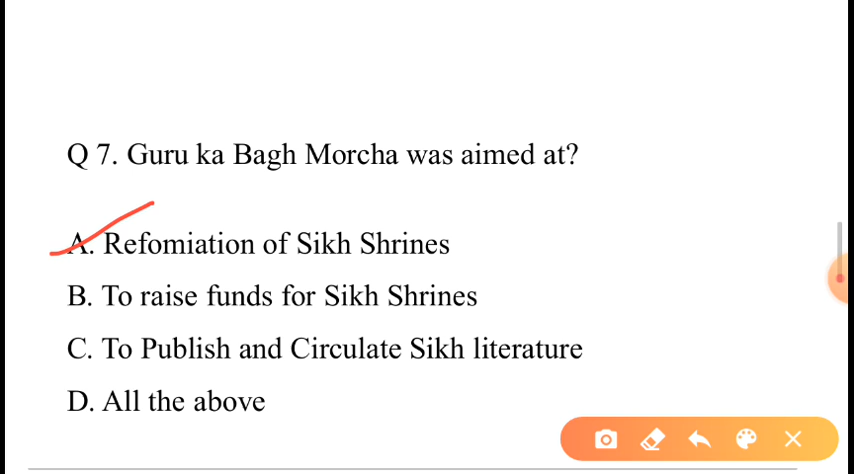 Q 7. Guru ka Bagh Morcha was aimed at?
A. Refomiation of Sikh Shrines
B. To raise funds for Sikh Shrines
C. To Publish and Circulate Sikh literature
D. All the above